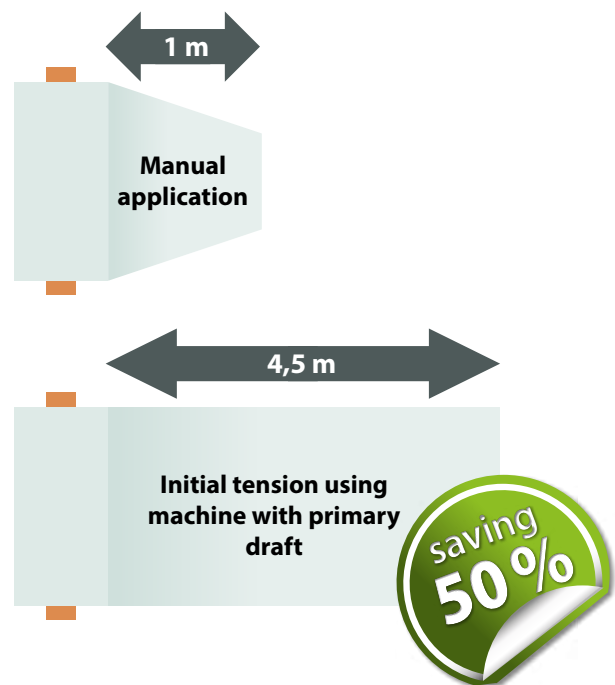 1 m
Manual
application
4,5 m
Initial tension using
machine with primary
draft
saving
50 %